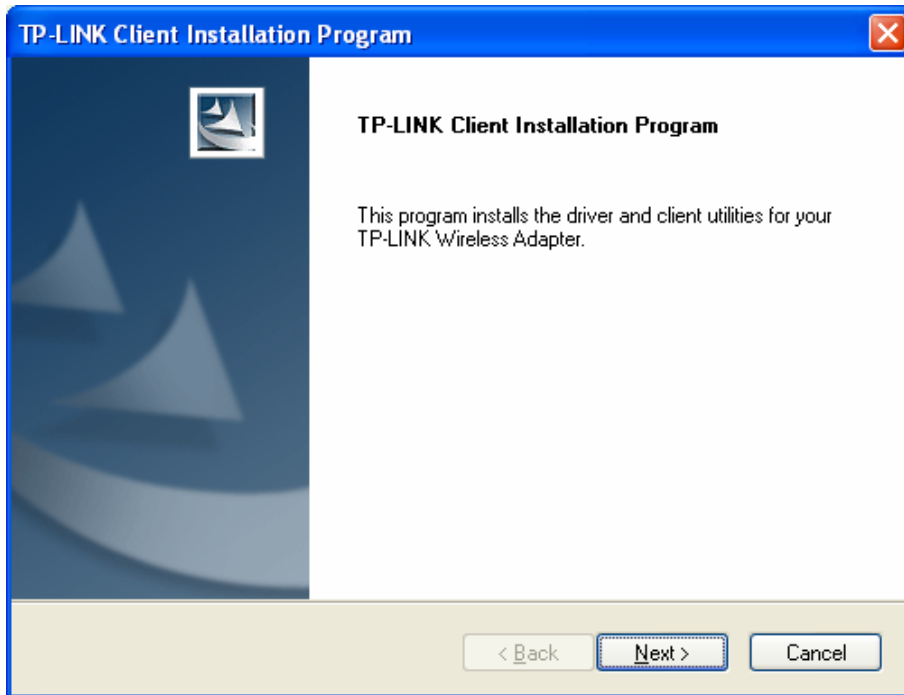 TP-LINK Client Installation Program
TP-LINK Client Installation Program
This program installs the driver and client utilities for your
TP-LINK Wireless Adapter.
< Back Next > Cancel